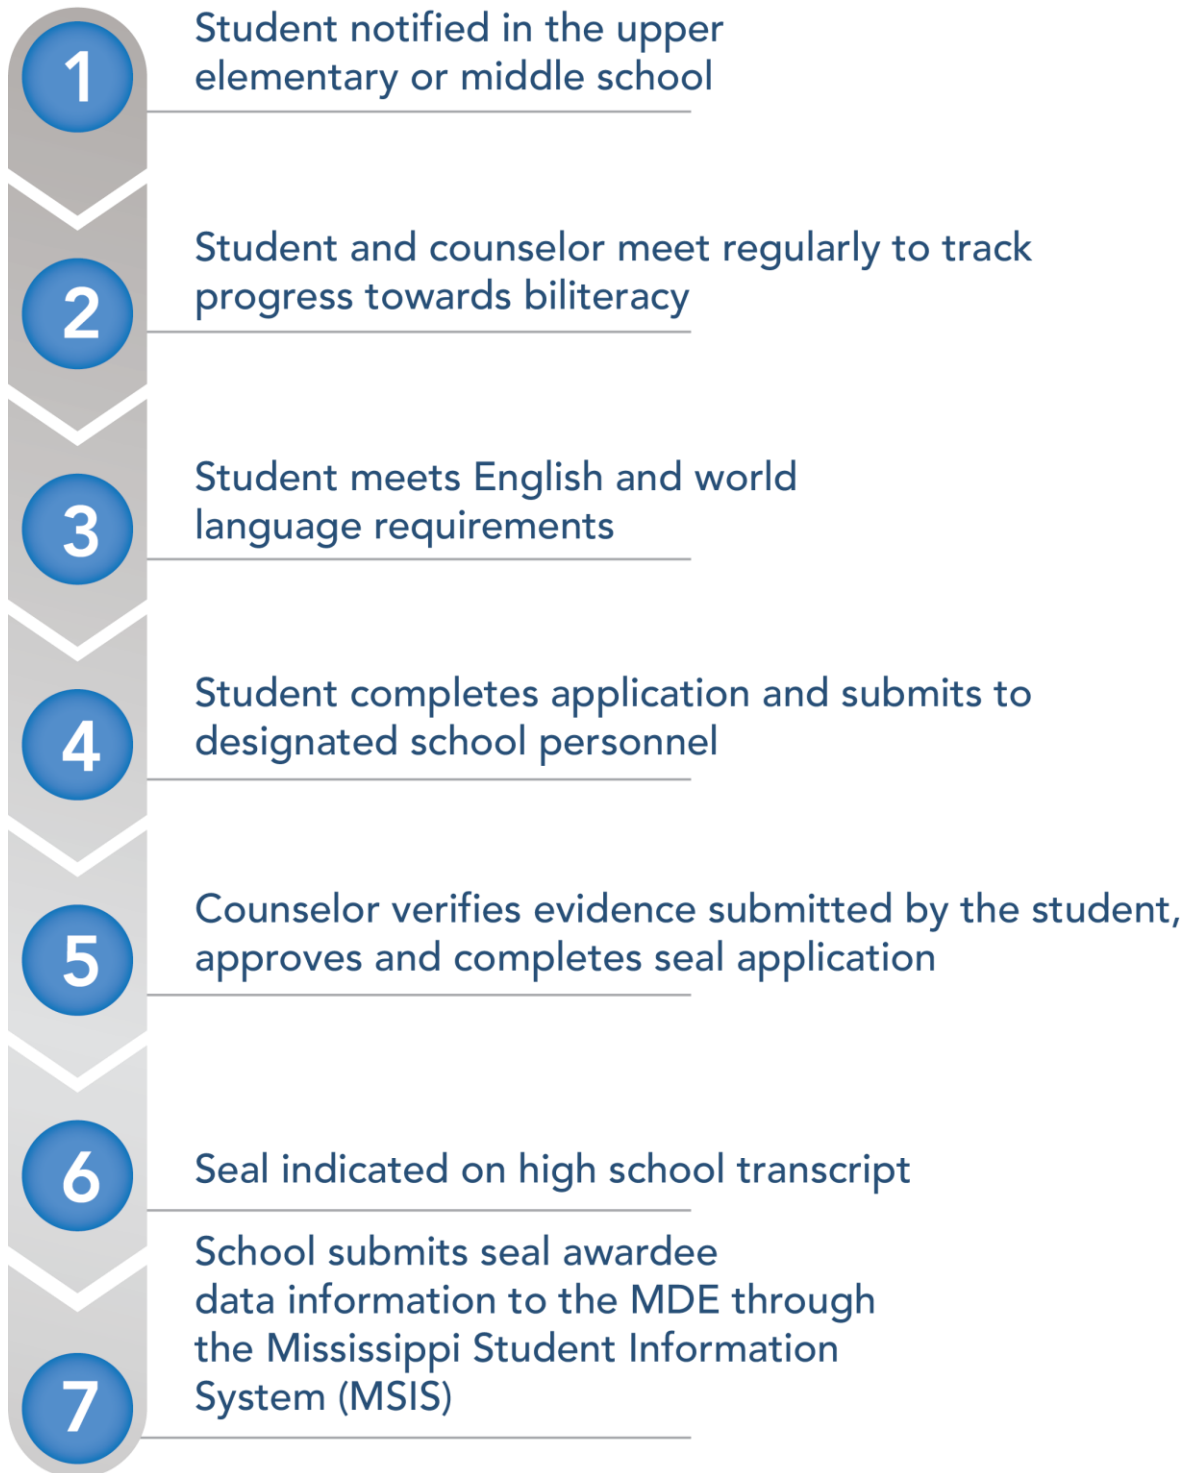 1
Student notified in the upper
elementary or middle school
2
Student and counselor meet regularly to track
progress towards biliteracy
3
Student meets English and world
language requirements
4
Student completes application and submits to
designated school personnel
5
Counselor verifies evidence submitted by the student,
approves and completes seal application
6
Seal indicated on high school transcript
7
School submits seal awardee
data information to the MDE through
the Mississippi Student Information
System (MSIS)